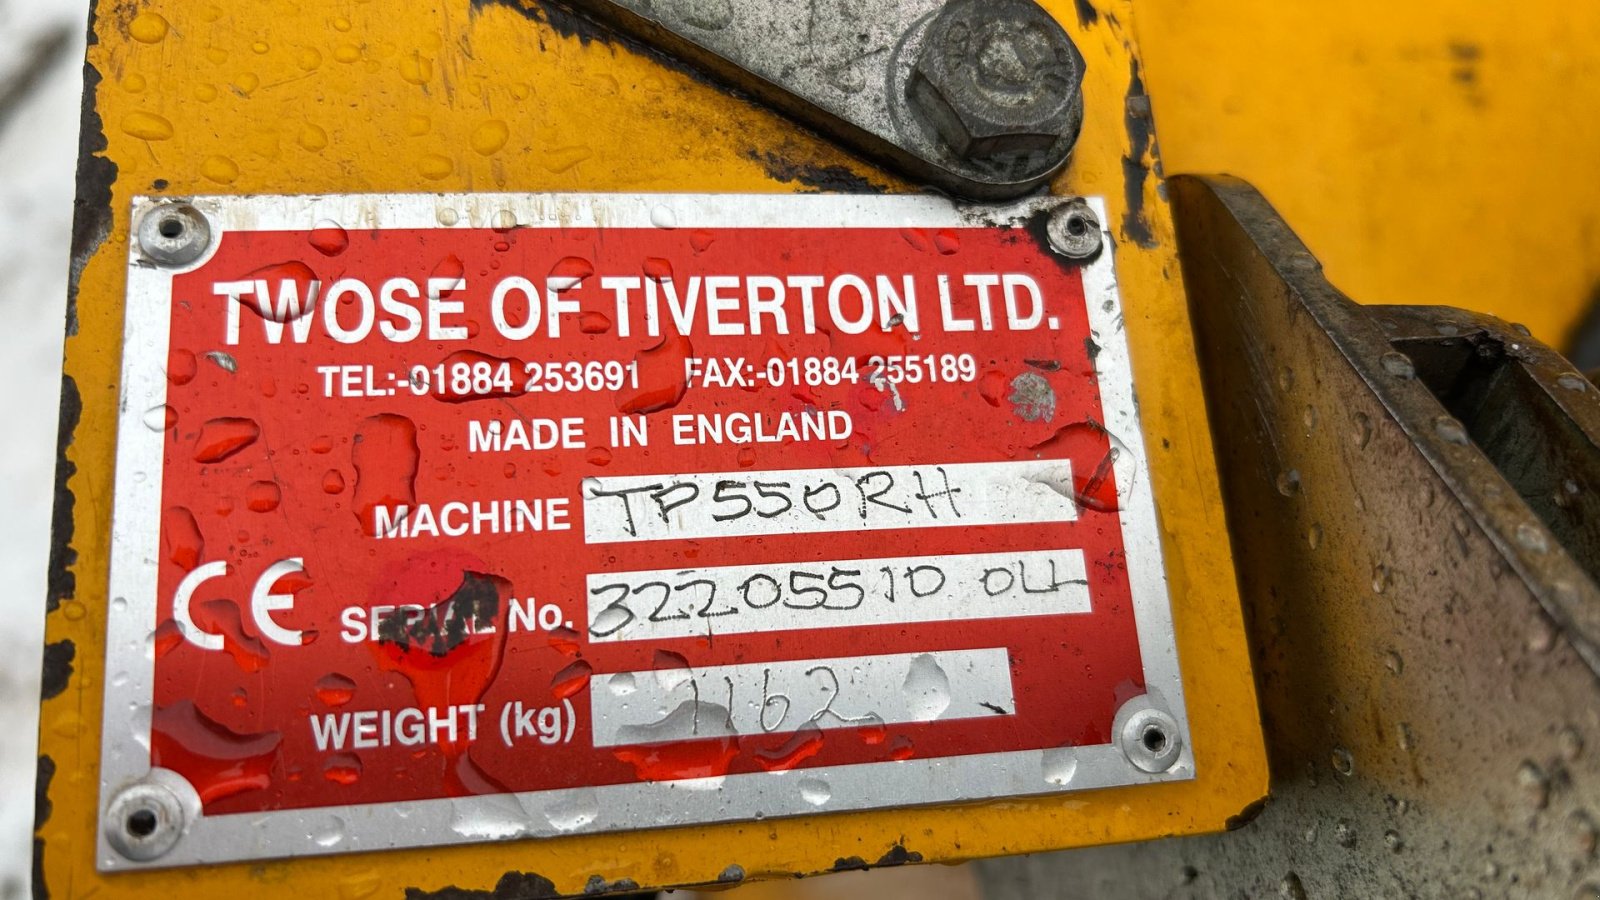 TWOSE OF TIVERTON LTD.
TEL:-01884 253691 FAX:-01884 255189
MADE IN ENGLAND
MACHINE TP550RH
CE SERIAL No. 32205510
WEIGHT (kg) 1162